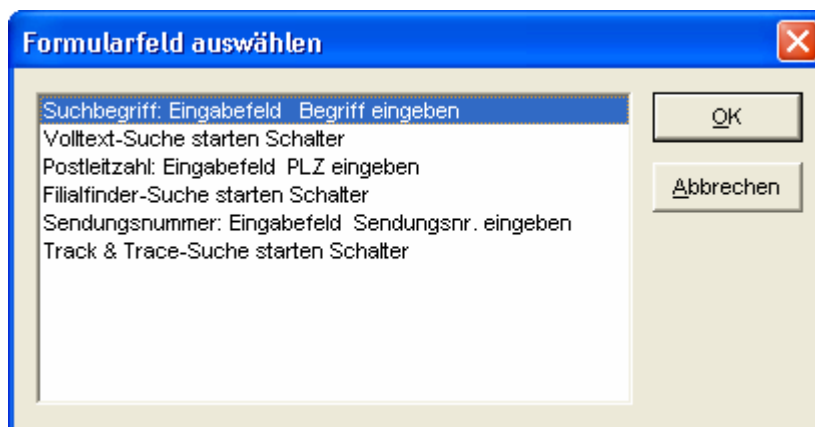 Formularfeld auswählen
Suchbegriff: Eingabefeld   Begriff eingeben
Volltext-Suche starten Schalter
Postleitzahl: Eingabefeld  PLZ eingeben
Filialfinder-Suche starten Schalter
Sendungsnummer: Eingabefeld  Sendungsnr. eingeben
Track & Trace-Suche starten Schalter
OK
Abbrechen